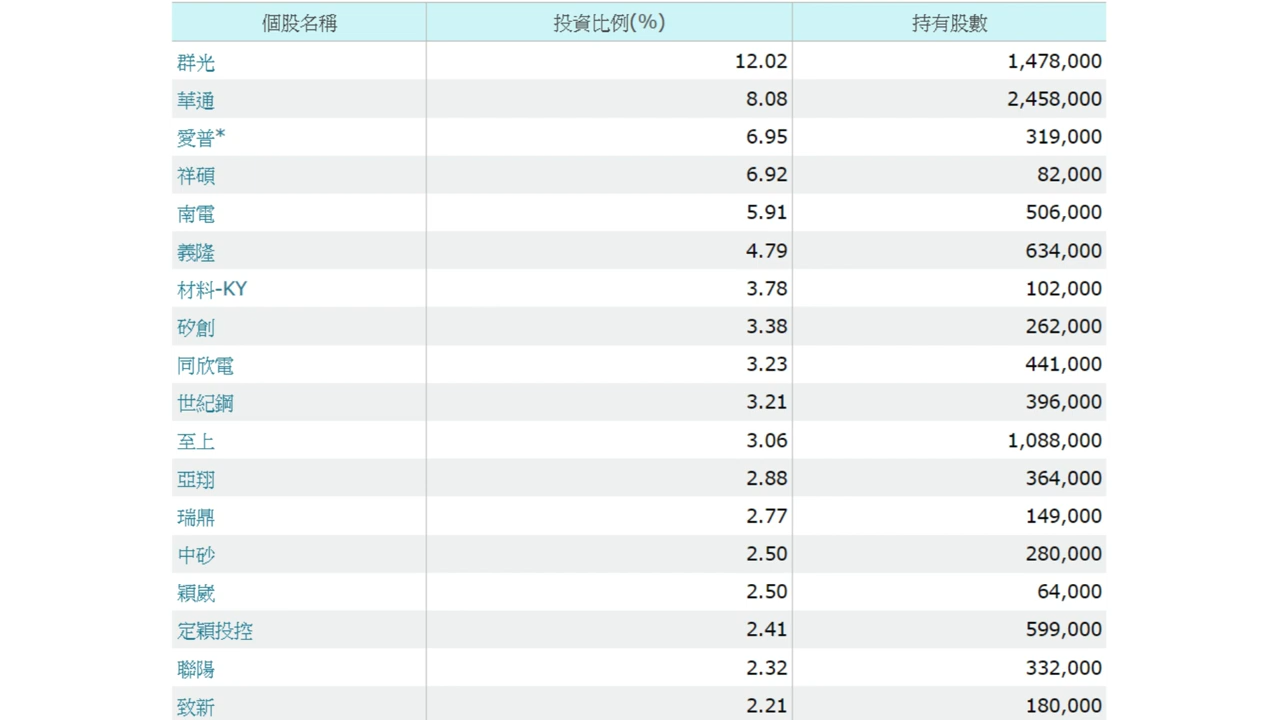 個股名稱 投資比例(%) 持有股數
群光 12.02 1,478,000
華通 8.08 2,458,000
愛普* 6.95 319,000
祥碩 6.92 82,000
南電 5.91 506,000
義隆 4.79 634,000
材料-KY 3.78 102,000
矽創 3.38 262,000
同欣電 3.23 441,000
世紀鋼 3.21 396,000
至上 3.06 1,088,000
亞翔 2.88 364,000
瑞鼎 2.77 149,000
中砂 2.50 280,000
穎崴 2.50 64,000
定穎投控 2.41 599,000
聯陽 2.32 332,000
致新 2.21 180,000